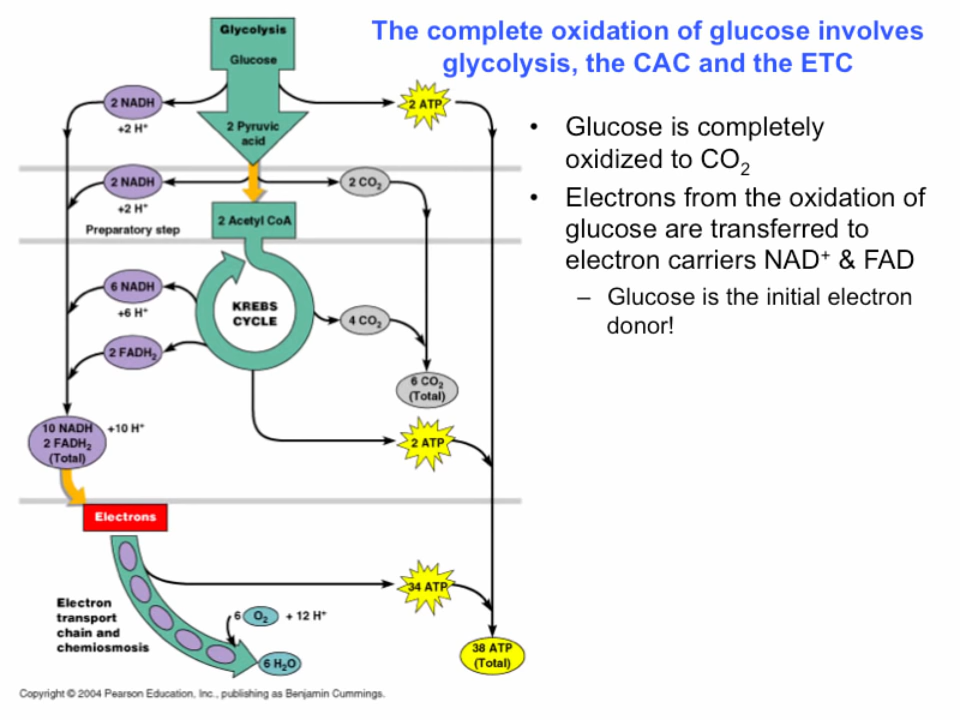 The complete oxidation of glucose involves
glycolysis, the CAC and the ETC
Glycolysis
Glucose
2 NADH
+2 H⁺
2 ATP
2 Pyruvic
acid
2 NADH
+2 H⁺
2 CO₂
Preparatory step
2 Acetyl CoA
6 NADH
+6 H⁺
KREBS
CYCLE
4 CO₂
2 FADH₂
6 CO₂
(Total)
10 NADH
2 FADH₂
(Total)
+10 H⁺
2 ATP
Electrons
34 ATP
Electron
transport
chain and
chemiosmosis
6 O₂ + 12 H⁺
6 H₂O
38 ATP
(Total)
• Glucose is completely
oxidized to CO₂
• Electrons from the oxidation of
glucose are transferred to
electron carriers NAD⁺ & FAD
– Glucose is the initial electron
donor!
Copyright © 2004 Pearson Education, Inc., publishing as Benjamin Cummings.